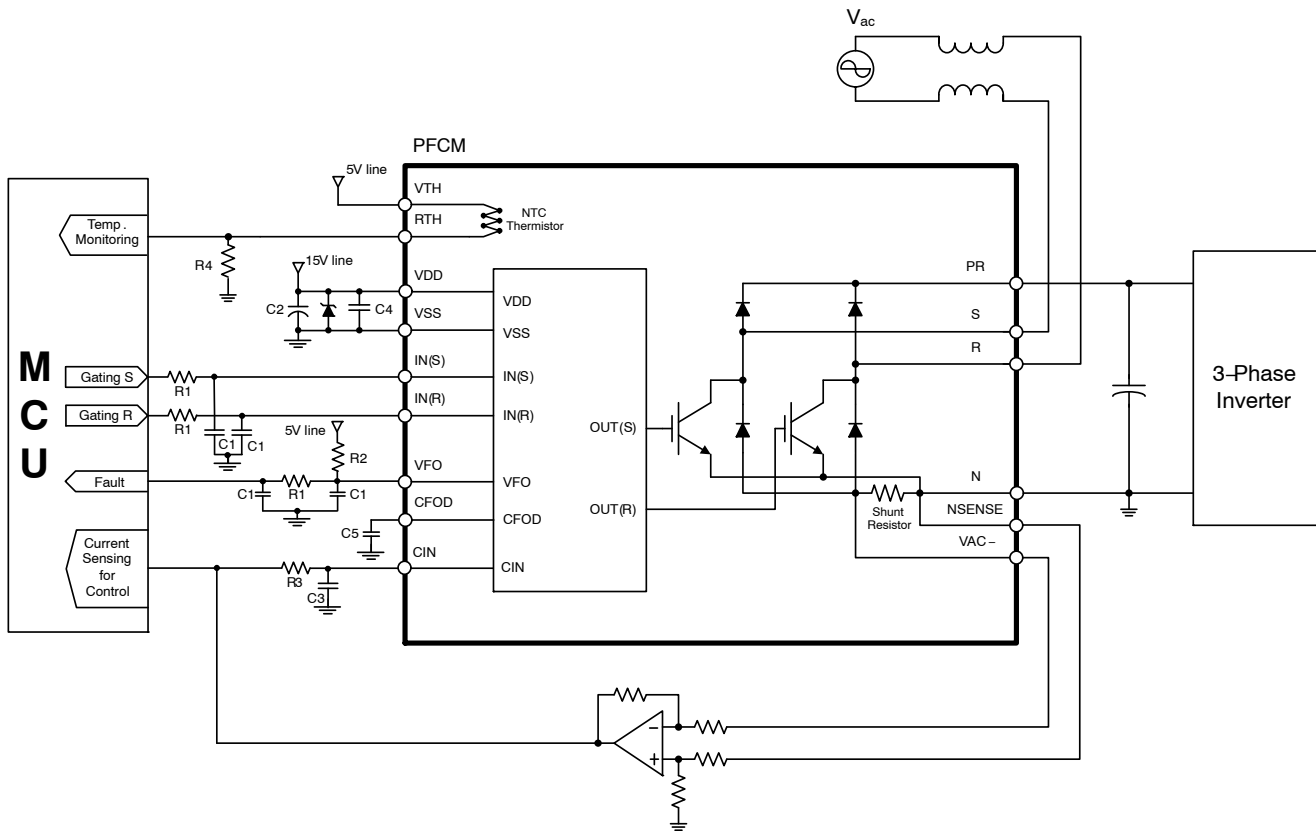 Vac
PFCM
5V line
VTH
NTC
Thermistor
Temp .
Monitoring
RTH
R4
15V line
VDD
VDD
C2
C4
VSS
VSS
PR
S
R
MCU
Gating S
R1
IN(S)
IN(S)
Gating R
R1
IN(R)
IN(R)
C1
C1
5V line
R2
OUT(S)
3-Phase
Inverter
Fault
C1
R1
C1
VFO
VFO
CFOD
CFOD
C5
OUT(R)
Shunt
Resistor
N
NSENSE
VAC-
Current
Sensing
for
Control
R3
C3
CIN
CIN
-
+